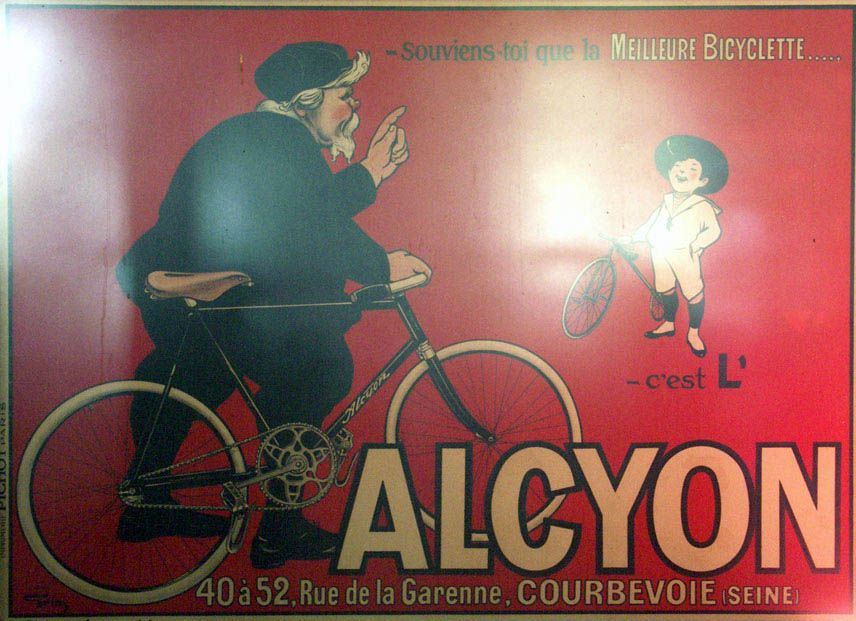 -Souviens-toi que la MEILLEURE BICYCLETTE.....,
-c'est L'
Alcyon
ALCYON
40 à 52, Rue de la Garenne, COURBEVOIE (SEINE)
IMPRIMERIE PICHOT PARIS